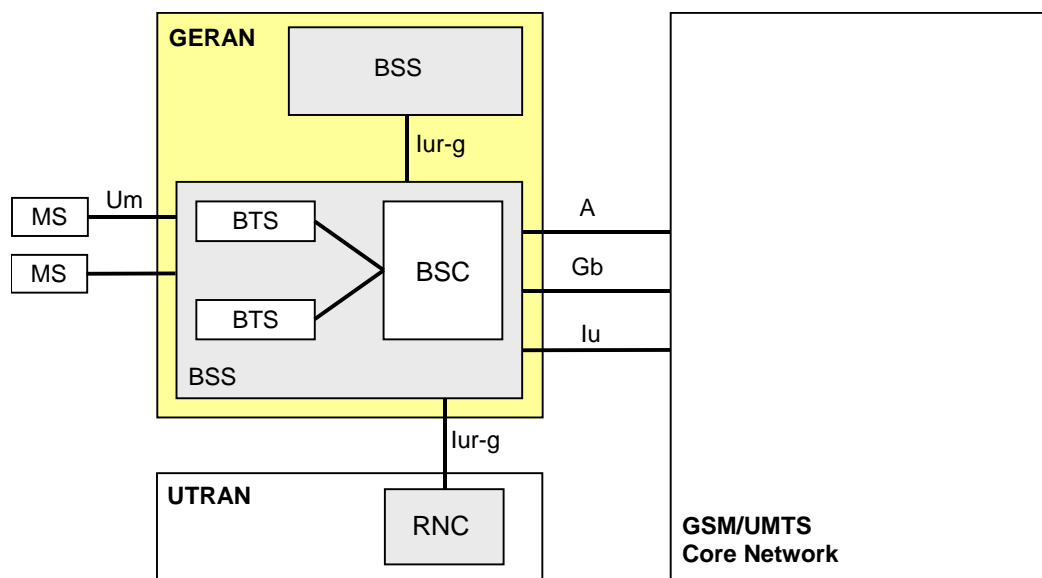 GERAN
BSS
Iur-g
Um
MS
BTS
A
BSC
MS
Gb
BTS
Iu
BSS
Iur-g
UTRAN
RNC
GSM/UMTS
Core Network